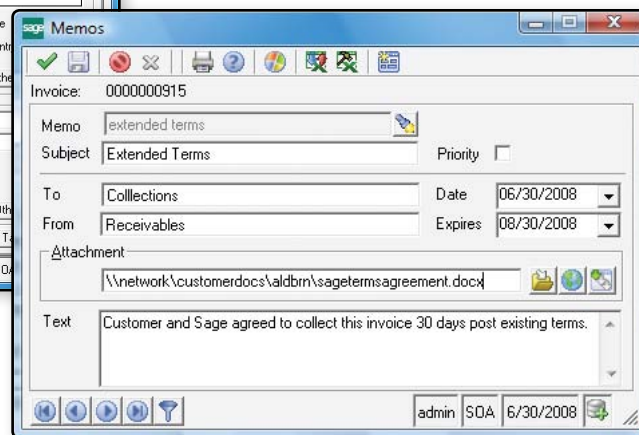 sage Memos
Invoice: 0000000915
Memo extended terms
Subject Extended Terms Priority
To Colllections Date 06/30/2008
From Receivables Expires 08/30/2008
Attachment
\\network\customerdocs\aldbrn\sagetermsagreement.docx
Text Customer and Sage agreed to collect this invoice 30 days post existing terms.
admin SOA 6/30/2008